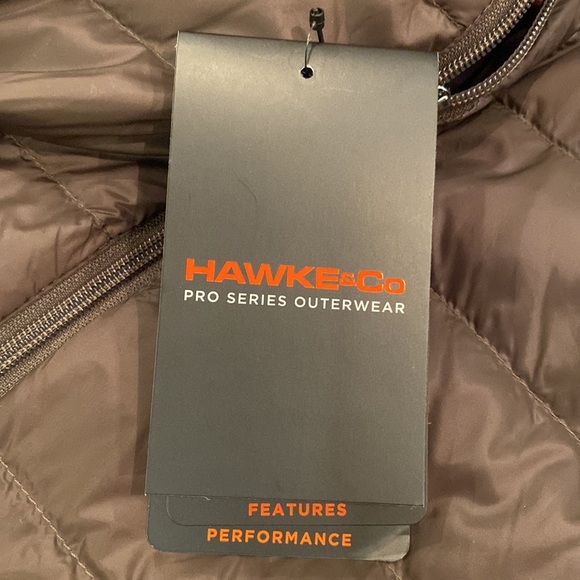 HAWKE&Co
PRO SERIES OUTERWEAR
FEATURES
PERFORMANCE